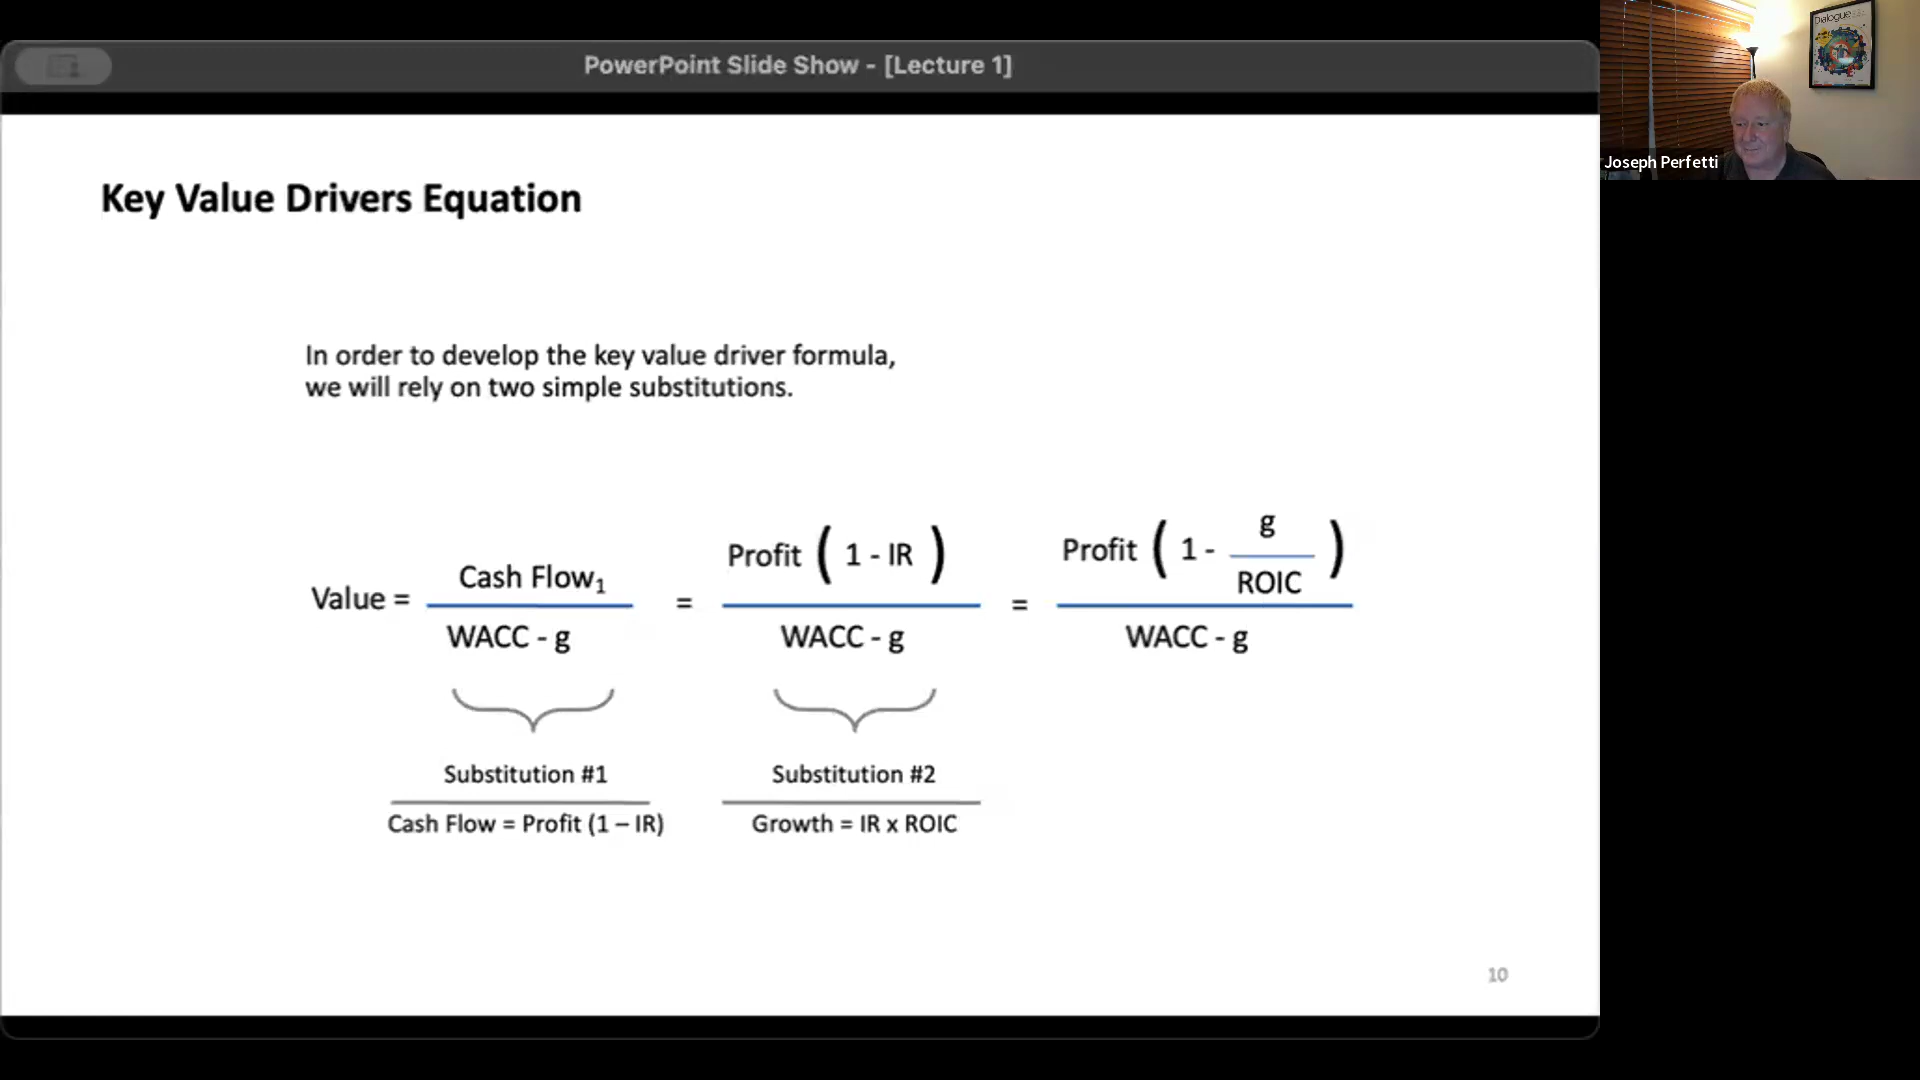 PowerPoint Slide Show - [Lecture 1]
Dialogue
Joseph Perfetti
Key Value Drivers Equation
In order to develop the key value driver formula,
we will rely on two simple substitutions.
Value = Cash Flow₁ / WACC - g = Profit ( 1 - IR ) / WACC - g = Profit ( 1 - g / ROIC ) / WACC - g
Substitution #1
Cash Flow = Profit (1 – IR)
Substitution #2
Growth = IR x ROIC
10